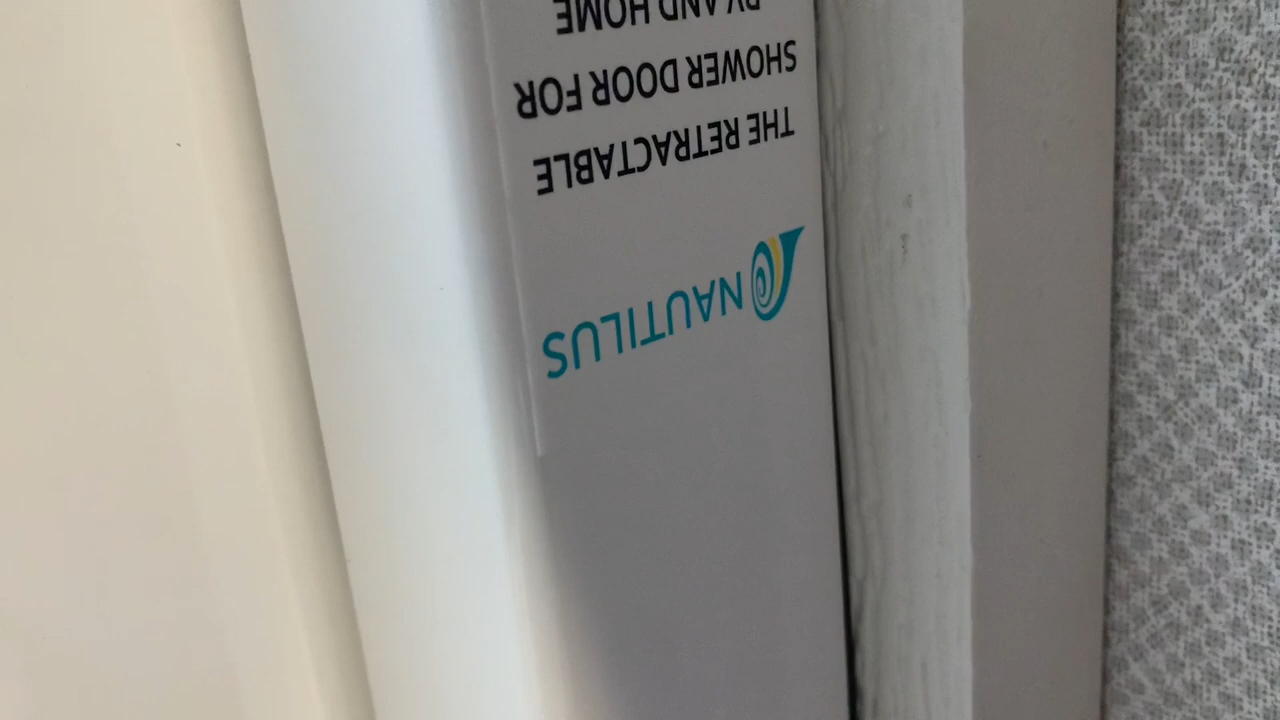 NAUTILUS
THE RETRACTABLE
SHOWER DOOR FOR
RV AND HOME